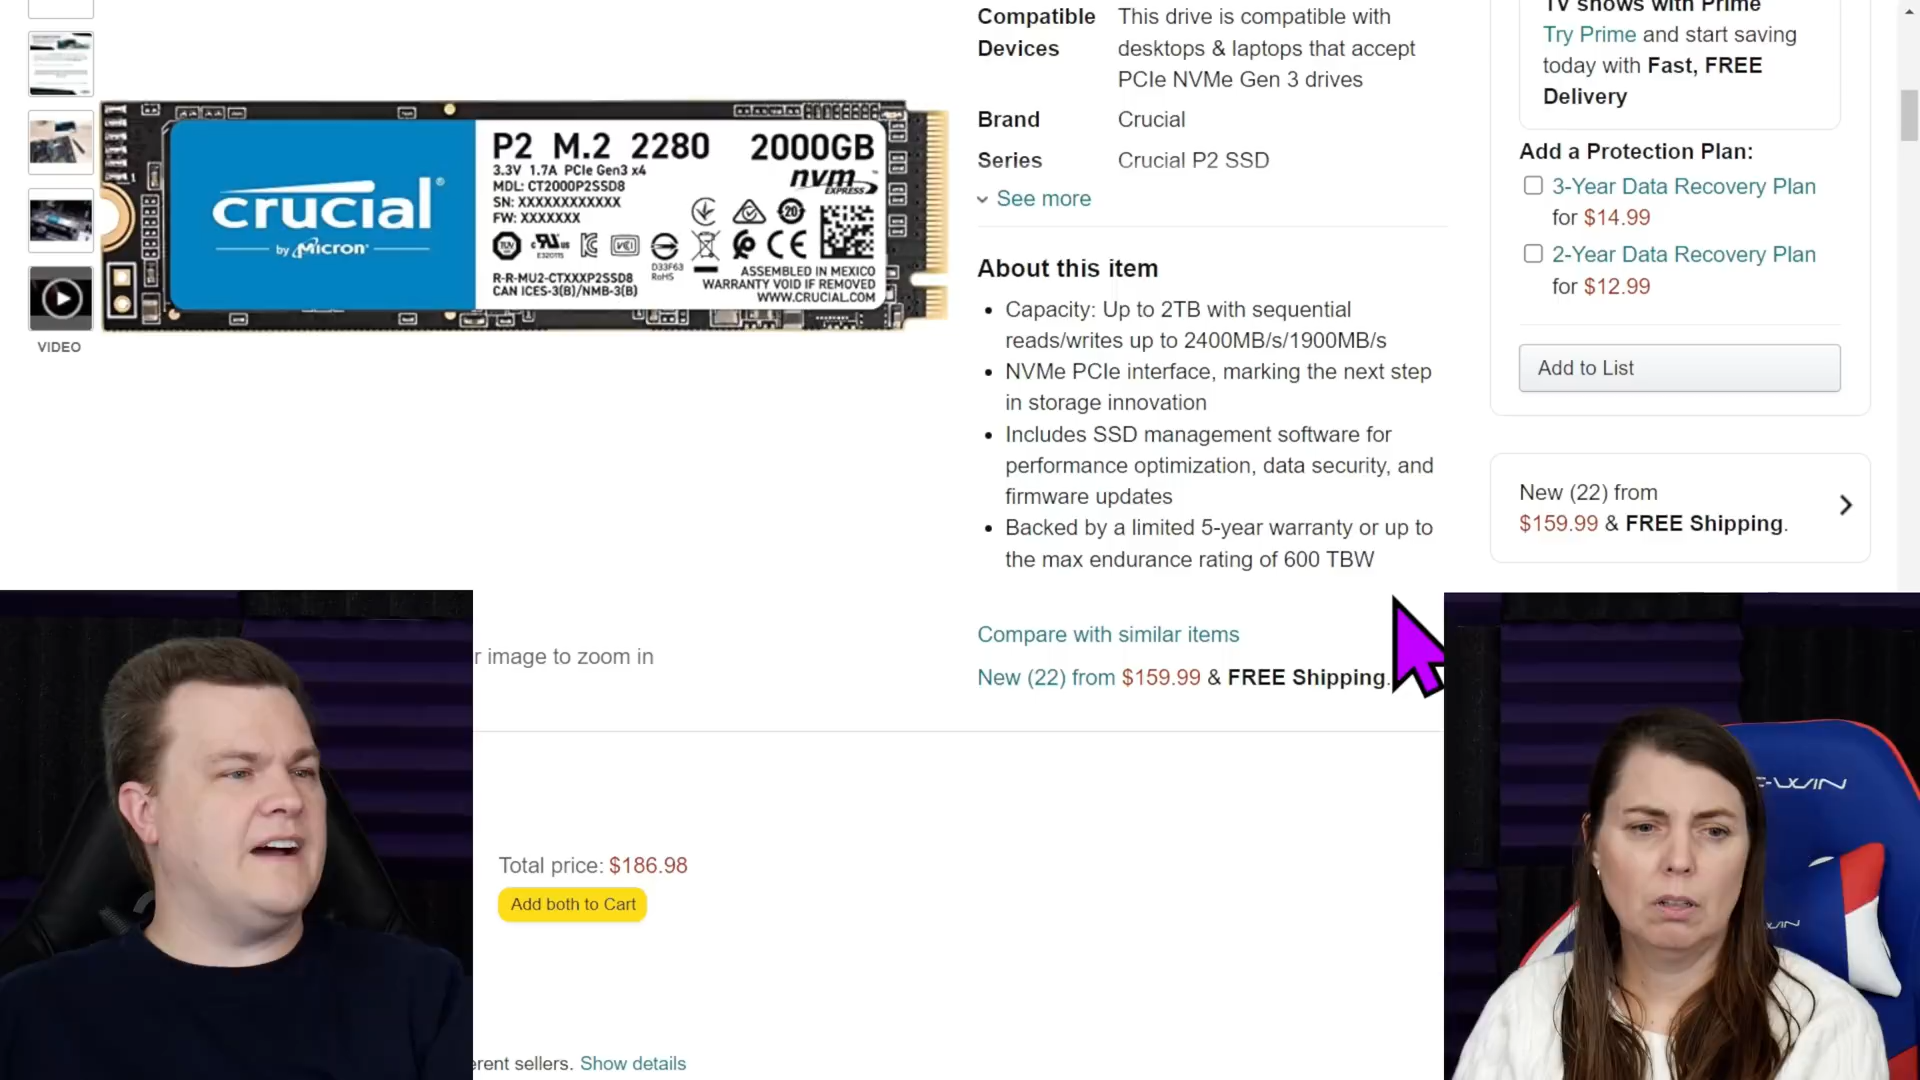 VIDEO
crucial
by Micron
P2 M.2 2280
2000GB
3.3V 1.7A PCIe Gen3 x4
MDL: CT2000P2SSD8
SN: XXXXXXXXXXXX
FW: XXXXXXX
nvm
EXPRESS
20
D33F63
RoHS
R-R-MU2-CTXXXP2SSD8
CAN ICES-3(B)/NMB-3(B)
ASSEMBLED IN MEXICO
WARRANTY VOID IF REMOVED
WWW.CRUCIAL.COM
r image to zoom in
Compatible Devices
This drive is compatible with
desktops & laptops that accept
PCIe NVMe Gen 3 drives
Brand Crucial
Series Crucial P2 SSD
See more
About this item
Capacity: Up to 2TB with sequential
reads/writes up to 2400MB/s/1900MB/s
NVMe PCIe interface, marking the next step
in storage innovation
Includes SSD management software for
performance optimization, data security, and
firmware updates
Backed by a limited 5-year warranty or up to
the max endurance rating of 600 TBW
Compare with similar items
New (22) from $159.99 & FREE Shipping.
TV shows with Prime
Try Prime and start saving
today with Fast, FREE
Delivery
Add a Protection Plan:
3-Year Data Recovery Plan
for $14.99
2-Year Data Recovery Plan
for $12.99
Add to List
New (22) from
$159.99 & FREE Shipping.
Total price: $186.98
Add both to Cart
erent sellers. Show details
-WIN